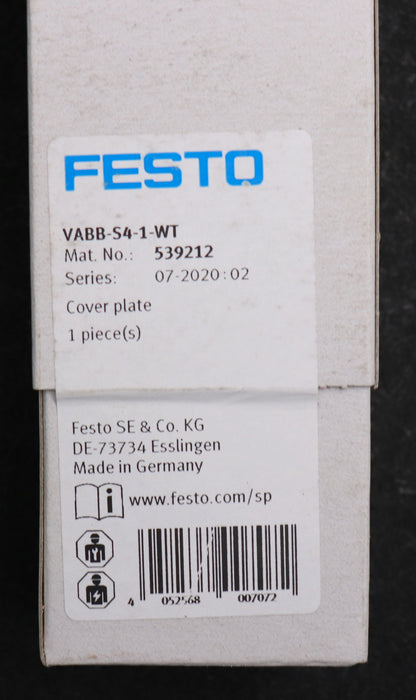 FESTO
VABB-S4-1-WT
Mat. No.: 539212
Series: 07-2020:02
Cover plate
1 piece(s)
Festo SE & Co. KG
DE-73734 Esslingen
Made in Germany
i www.festo.com/sp
4 052568 007072